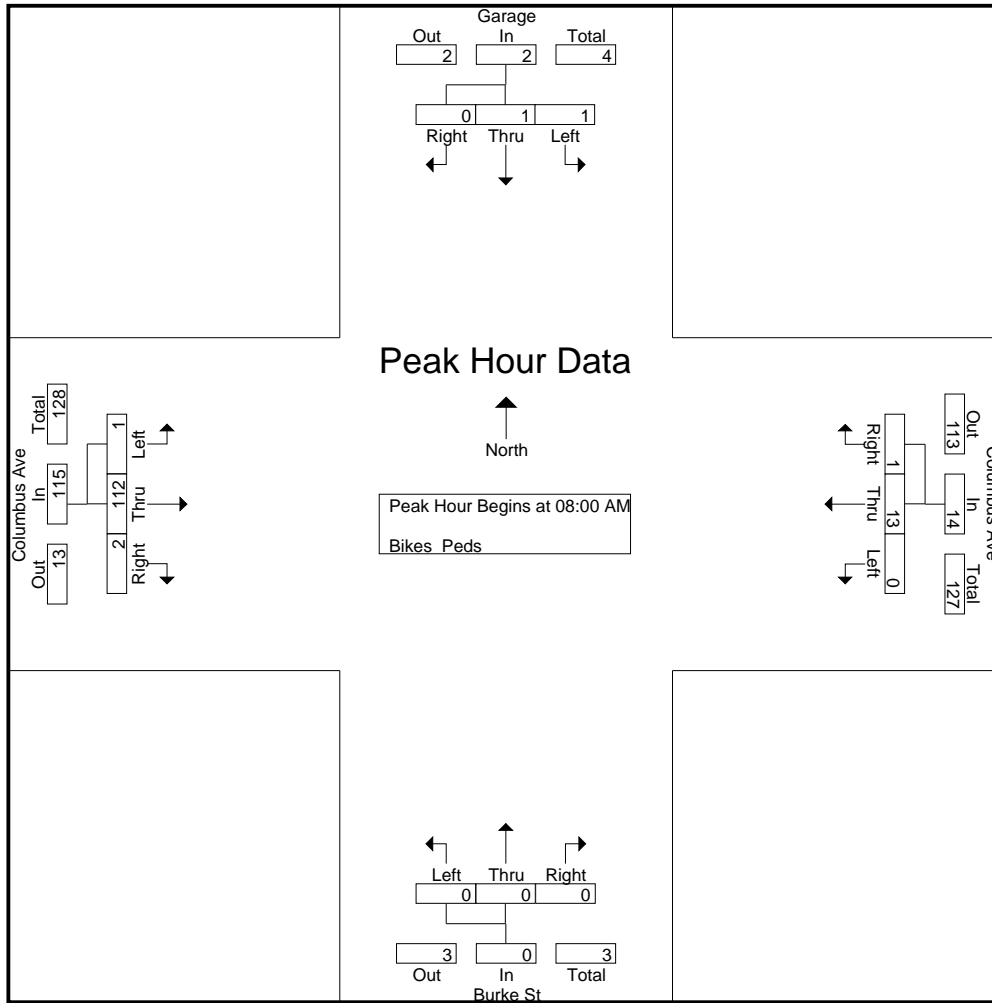 Garage
Out In Total
2 2 4
0 1 1
Right Thru Left
Peak Hour Data
North
Peak Hour Begins at 08:00 AM
Bikes Peds
Columbus Ave
Total In Out
128 115 13
1 112 2
Left Thru Right
Columbus Ave
Out In Total
113 14 127
1 13 0
Right Thru Left
Left Thru Right
0 0 0
3 0 3
Out In Total
Burke St